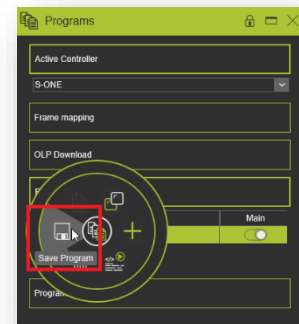 Programs
Active Controller
S-ONE
Frame mapping
OLP Download
Main
Save Program
Program